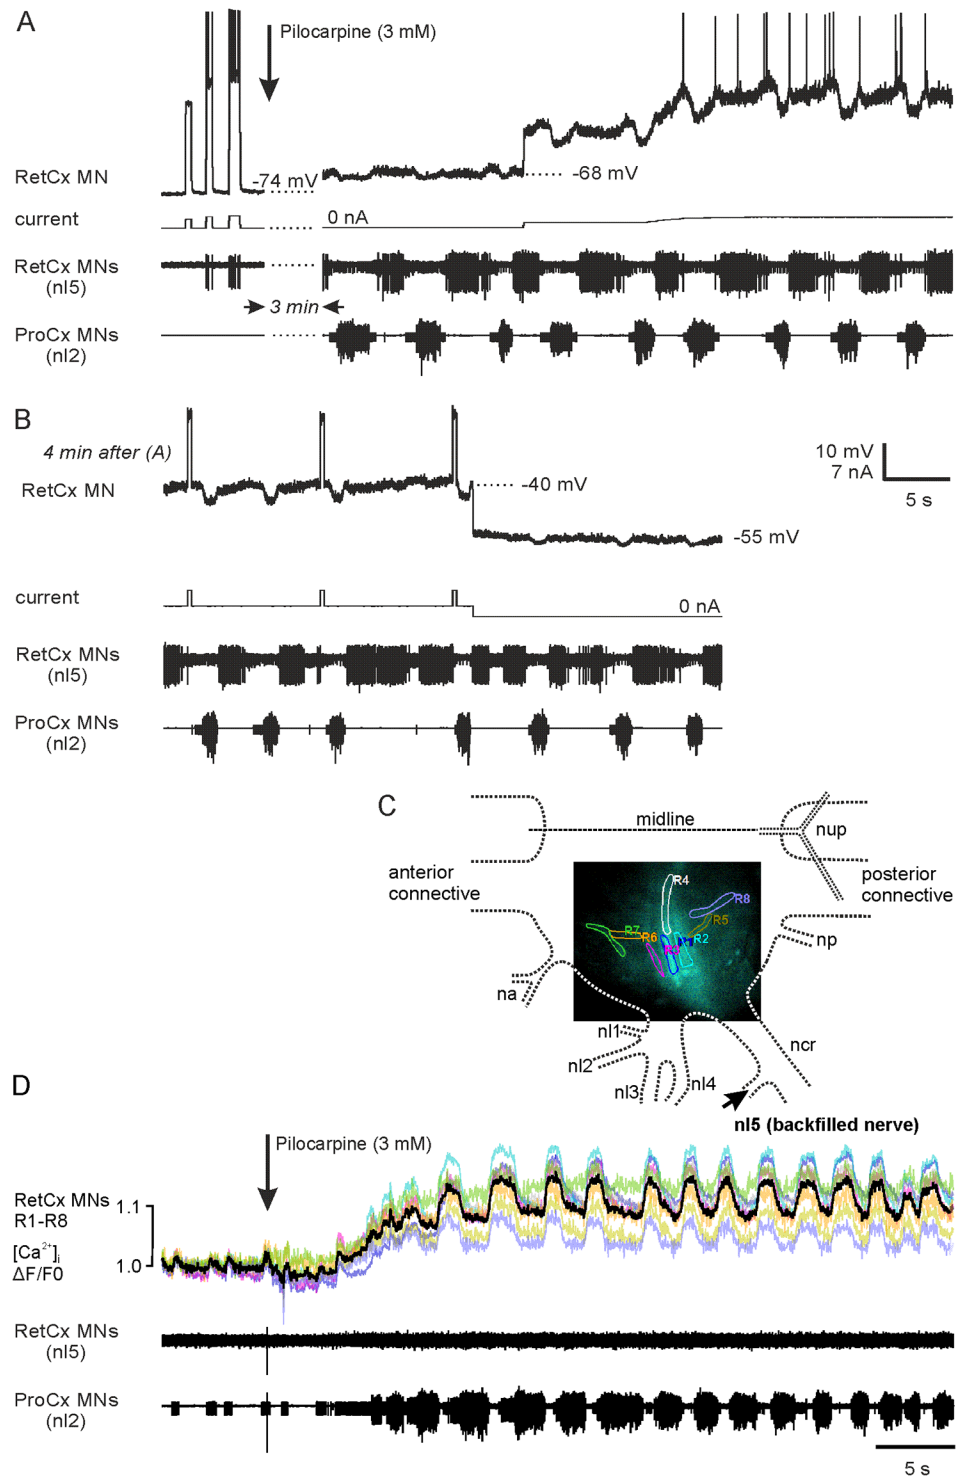 A
Pilocarpine (3 mM)
RetCx MN
-74 mV
-68 mV
current
0 nA
RetCx MNs
(nl5)
3 min
ProCx MNs
(nl2)
B
4 min after (A)
RetCx MN
-40 mV
-55 mV
10 mV
7 nA
5 s
current
0 nA
RetCx MNs
(nl5)
ProCx MNs
(nl2)
C
midline
nup
anterior
connective
posterior
connective
R4
R8
R5
R7
R6
R2
R3
np
na
nl1
nl2
nl3
nl4
ncr
nl5 (backfilled nerve)
D
Pilocarpine (3 mM)
RetCx MNs
R1-R8
[Ca2+]i
ΔF/F0
1.1
1.0
RetCx MNs
(nl5)
ProCx MNs
(nl2)
5 s